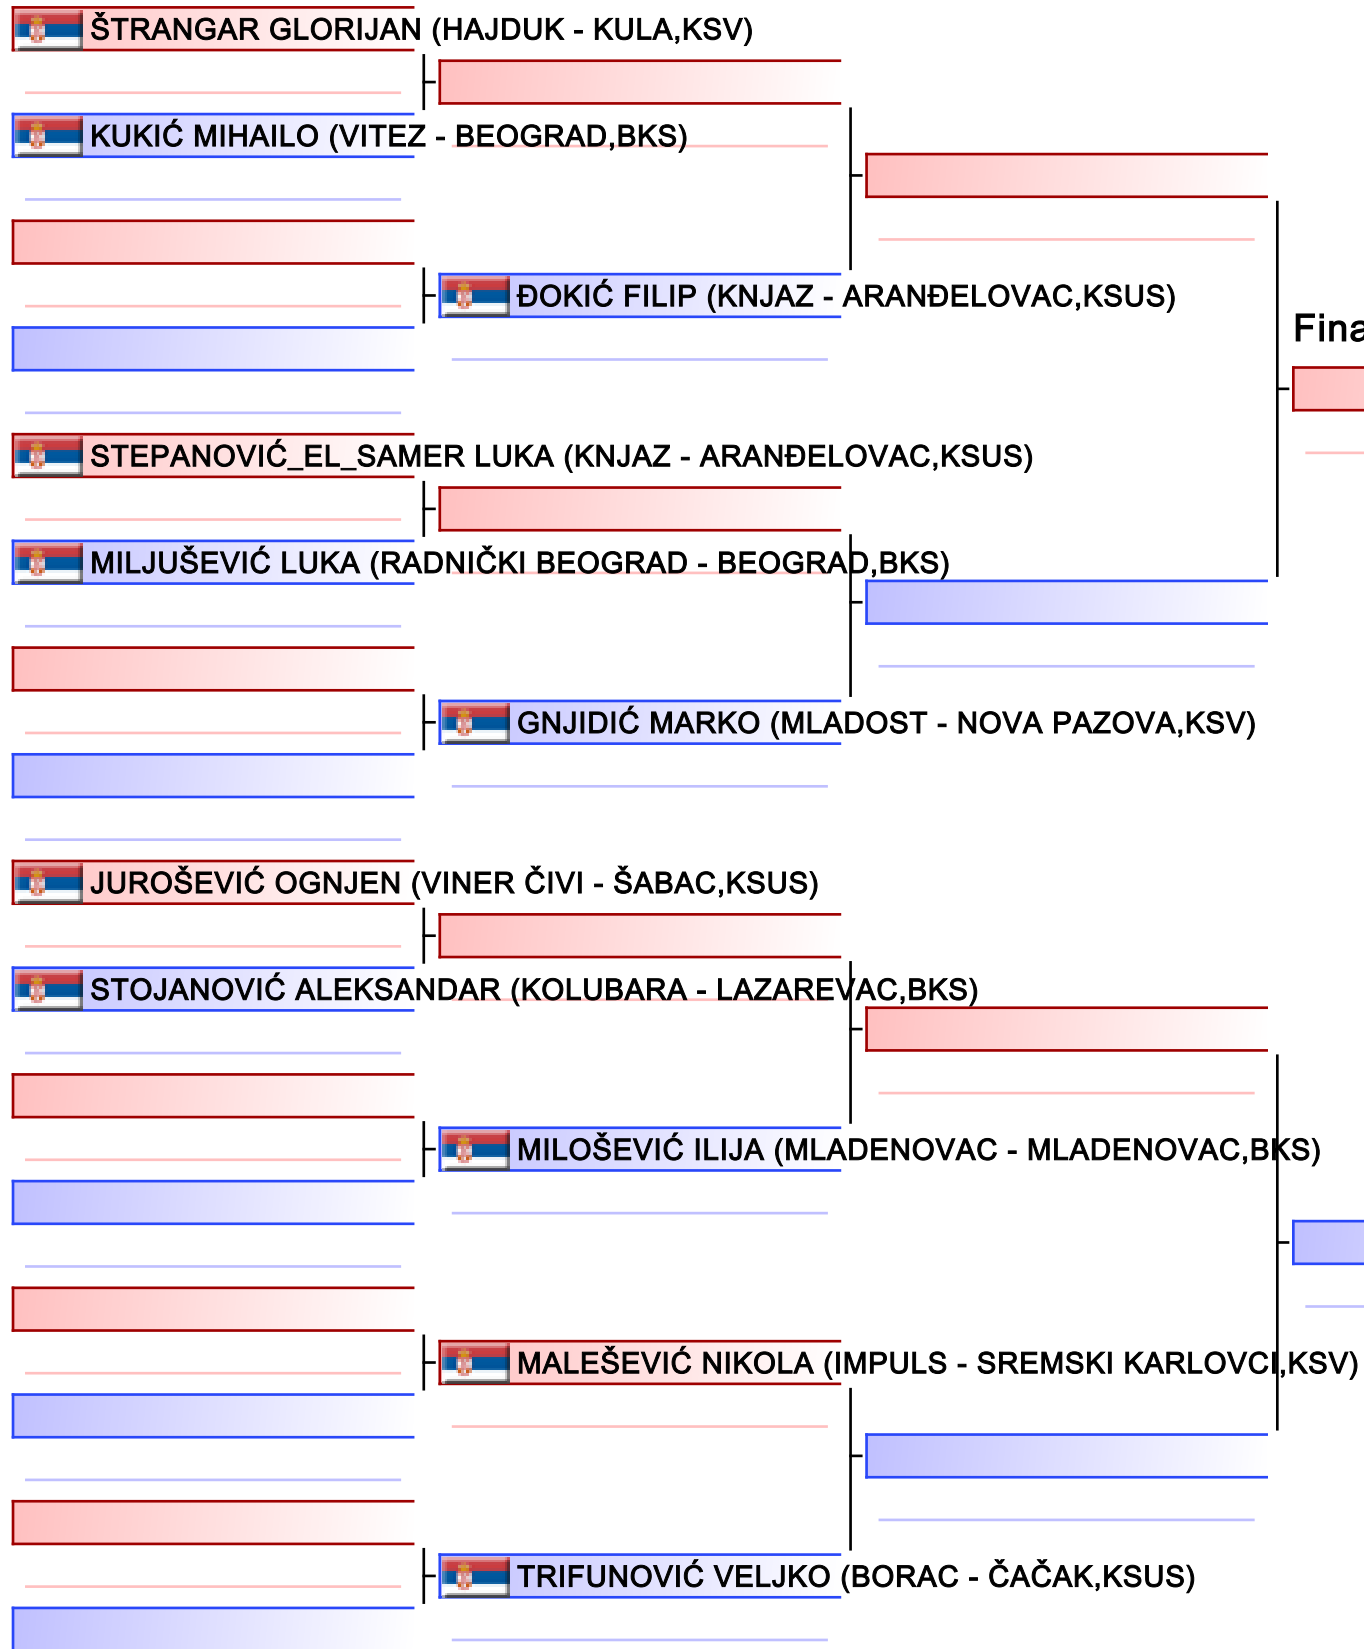 ŠTRANGAR GLORIJAN (HAJDUK - KULA,KSV)
KUKIĆ MIHAILO (VITEZ - BEOGRAD,BKS)
ĐOKIĆ FILIP (KNJAZ - ARANĐELOVAC,KSUS)
Fina
STEPANOVIĆ_EL_SAMER LUKA (KNJAZ - ARANĐELOVAC,KSUS)
MILJUŠEVIĆ LUKA (RADNIČKI BEOGRAD - BEOGRAD,BKS)
GNJIDIĆ MARKO (MLADOST - NOVA PAZOVA,KSV)
JUROŠEVIĆ OGNJEN (VINER ČIVI - ŠABAC,KSUS)
STOJANOVIĆ ALEKSANDAR (KOLUBARA - LAZAREVAC,BKS)
MILOŠEVIĆ ILIJA (MLADENOVAC - MLADENOVAC,BKS)
MALEŠEVIĆ NIKOLA (IMPULS - SREMSKI KARLOVCI,KSV)
TRIFUNOVIĆ VELJKO (BORAC - ČAČAK,KSUS)